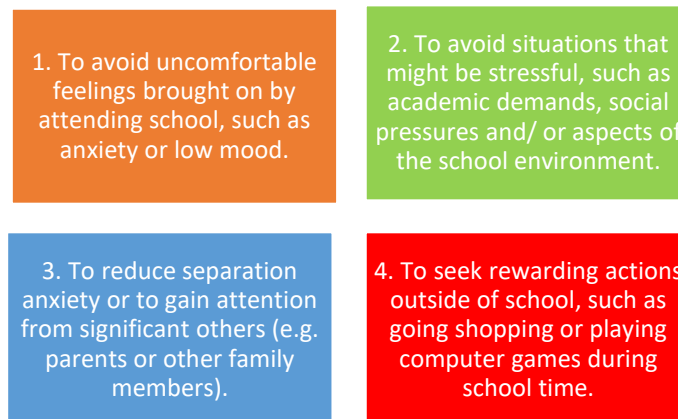 1. To avoid uncomfortable
feelings brought on by
attending school, such as
anxiety or low mood.
2. To avoid situations that
might be stressful, such as
academic demands, social
pressures and/ or aspects of
the school environment.
3. To reduce separation
anxiety or to gain attention
from significant others (e.g.
parents or other family
members).
4. To seek rewarding actions
outside of school, such as
going shopping or playing
computer games during
school time.